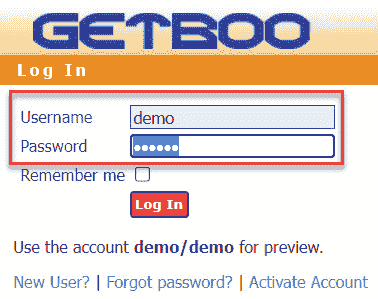 GETBOO
Log In
Username demo
Password ••••••
Remember me
Log In
Use the account demo/demo for preview.
New User? | Forgot password? | Activate Account